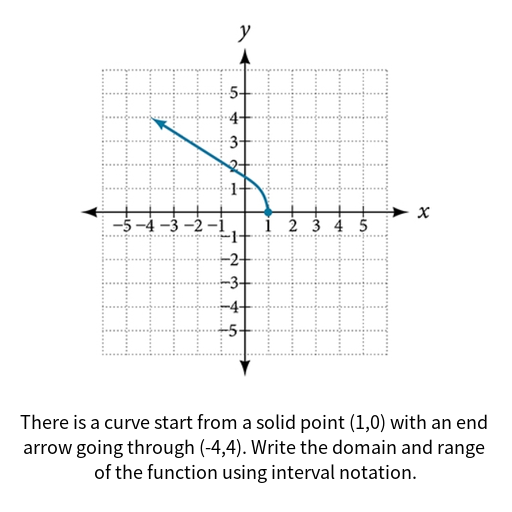 y
5
4
3
2
1
-5 -4 -3 -2 -1 1 2 3 4 5 x
-1
-2
-3
-4
-5
There is a curve start from a solid point (1,0) with an end
arrow going through (-4,4). Write the domain and range
of the function using interval notation.